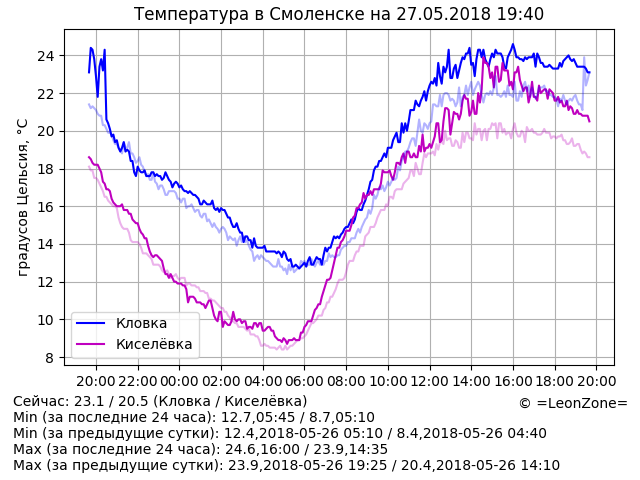 Температура в Смоленске на 27.05.2018 19:40
градусов Цельсия, °C
24
22
20
18
16
14
12
10
8
Кловка
Киселёвка
20:00 22:00 00:00 02:00 04:00 06:00 08:00 10:00 12:00 14:00 16:00 18:00 20:00
Сейчас: 23.1 / 20.5 (Кловка / Киселёвка)
© =LeonZone=
Min (за последние 24 часа): 12.7,05:45 / 8.7,05:10
Min (за предыдущие сутки): 12.4,2018-05-26 05:10 / 8.4,2018-05-26 04:40
Max (за последние 24 часа): 24.6,16:00 / 23.9,14:35
Max (за предыдущие сутки): 23.9,2018-05-26 19:25 / 20.4,2018-05-26 14:10